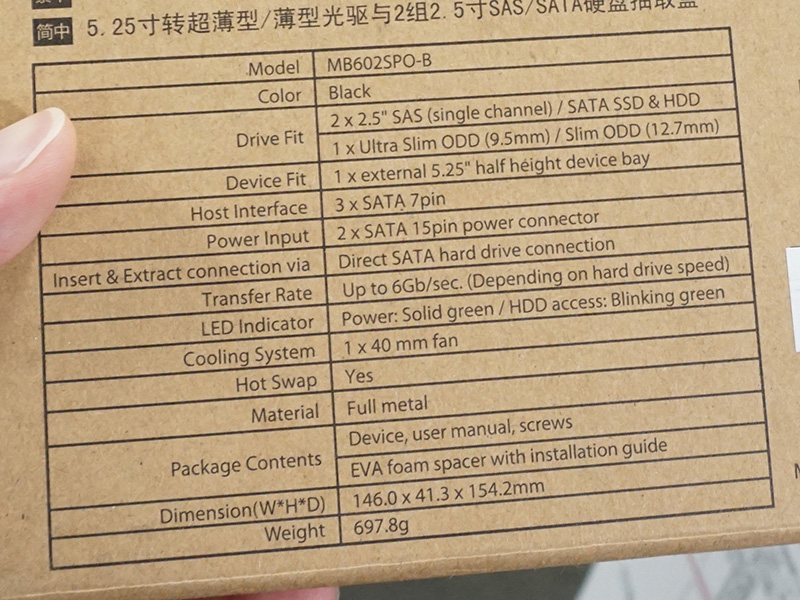 简中 5.25寸转超薄型/薄型光驱与2组2.5寸SAS/SATA硬盘抽取盒
Model MB602SPO-B
Color Black
Drive Fit 2 x 2.5" SAS (single channel) / SATA SSD & HDD
1 x Ultra Slim ODD (9.5mm) / Slim ODD (12.7mm)
Device Fit 1 x external 5.25" half height device bay
Host Interface 3 x SATA 7pin
Power Input 2 x SATA 15pin power connector
Insert & Extract connection via Direct SATA hard drive connection
Transfer Rate Up to 6Gb/sec. (Depending on hard drive speed)
LED Indicator Power: Solid green / HDD access: Blinking green
Cooling System 1 x 40 mm fan
Hot Swap Yes
Material Full metal
Package Contents Device, user manual, screws
EVA foam spacer with installation guide
Dimension(W*H*D) 146.0 x 41.3 x 154.2mm
Weight 697.8g